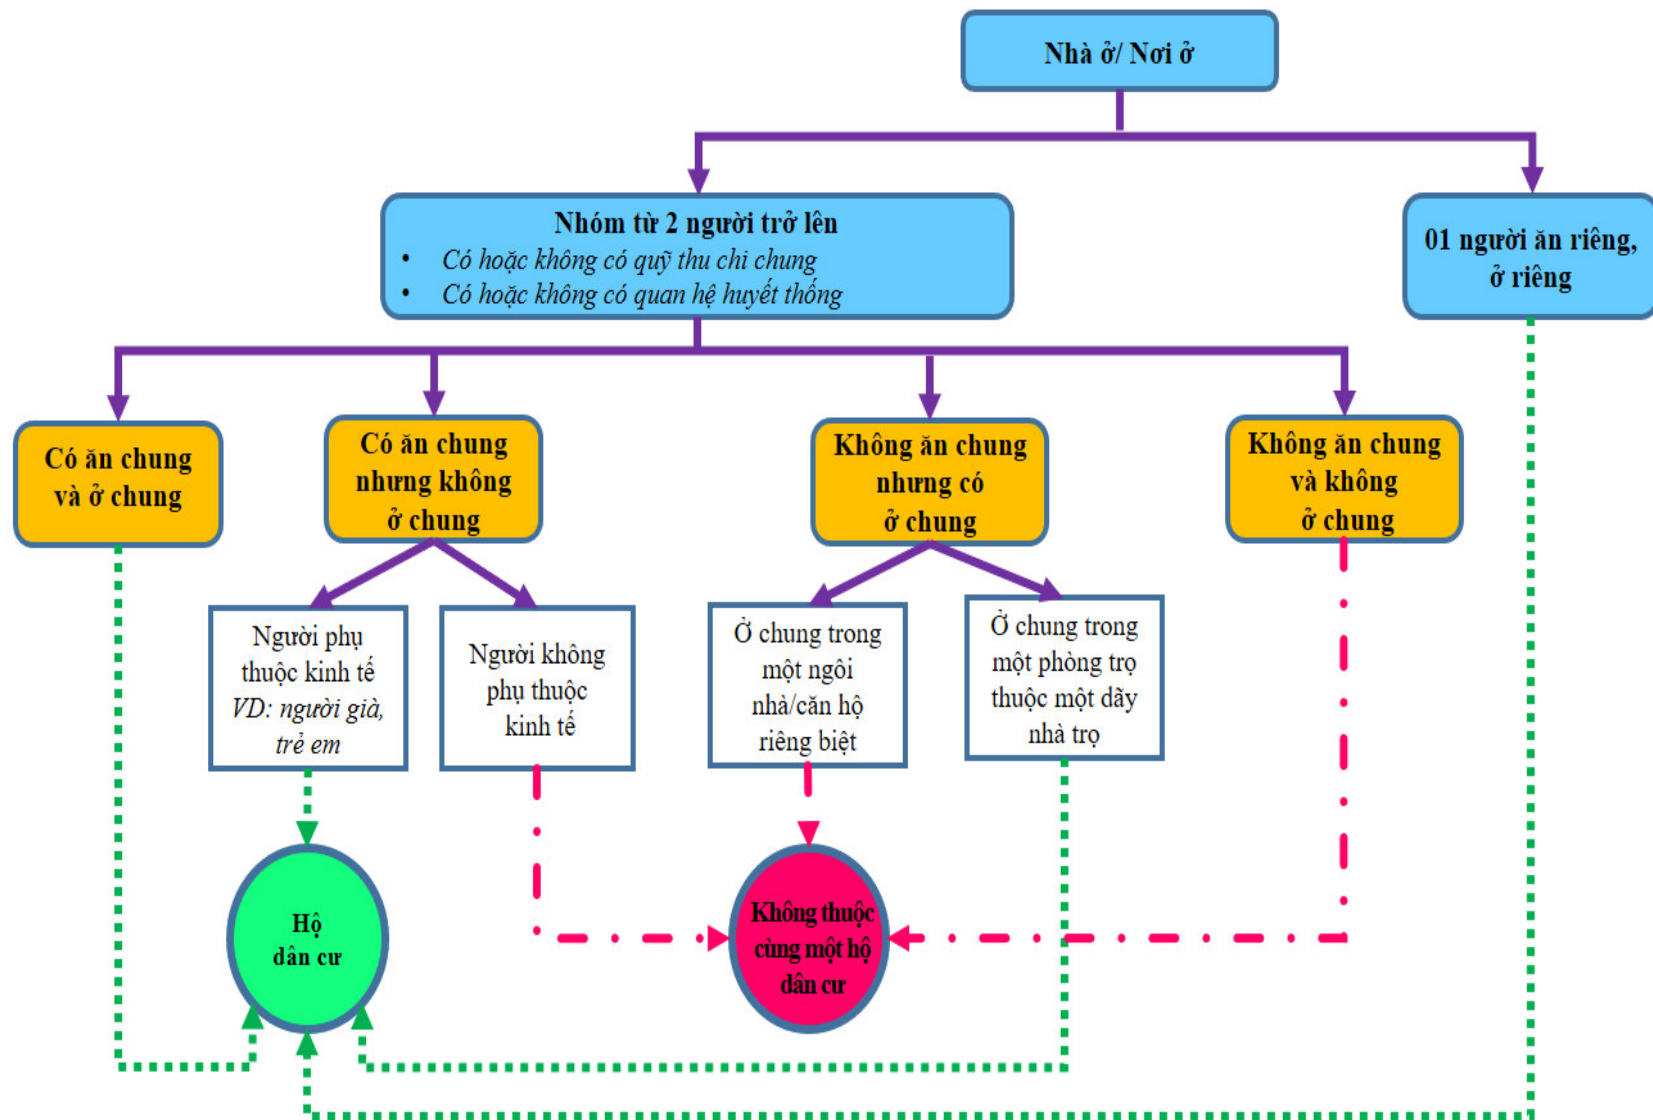 Nhà ở/ Nơi ở
Nhóm từ 2 người trở lên
• Có hoặc không có quỹ thu chi chung
• Có hoặc không có quan hệ huyết thống
01 người ăn riêng,
ở riêng
Có ăn chung
và ở chung
Có ăn chung
nhưng không
ở chung
Không ăn chung
nhưng có
ở chung
Không ăn chung
và không
ở chung
Người phụ
thuộc kinh tế
VD: người già,
trẻ em
Người không
phụ thuộc
kinh tế
Ở chung trong
một ngôi
nhà/căn hộ
riêng biệt
Ở chung trong
một phòng trọ
thuộc một dãy
nhà trọ
Hộ
dân cư
Không thuộc
cùng một hộ
dân cư